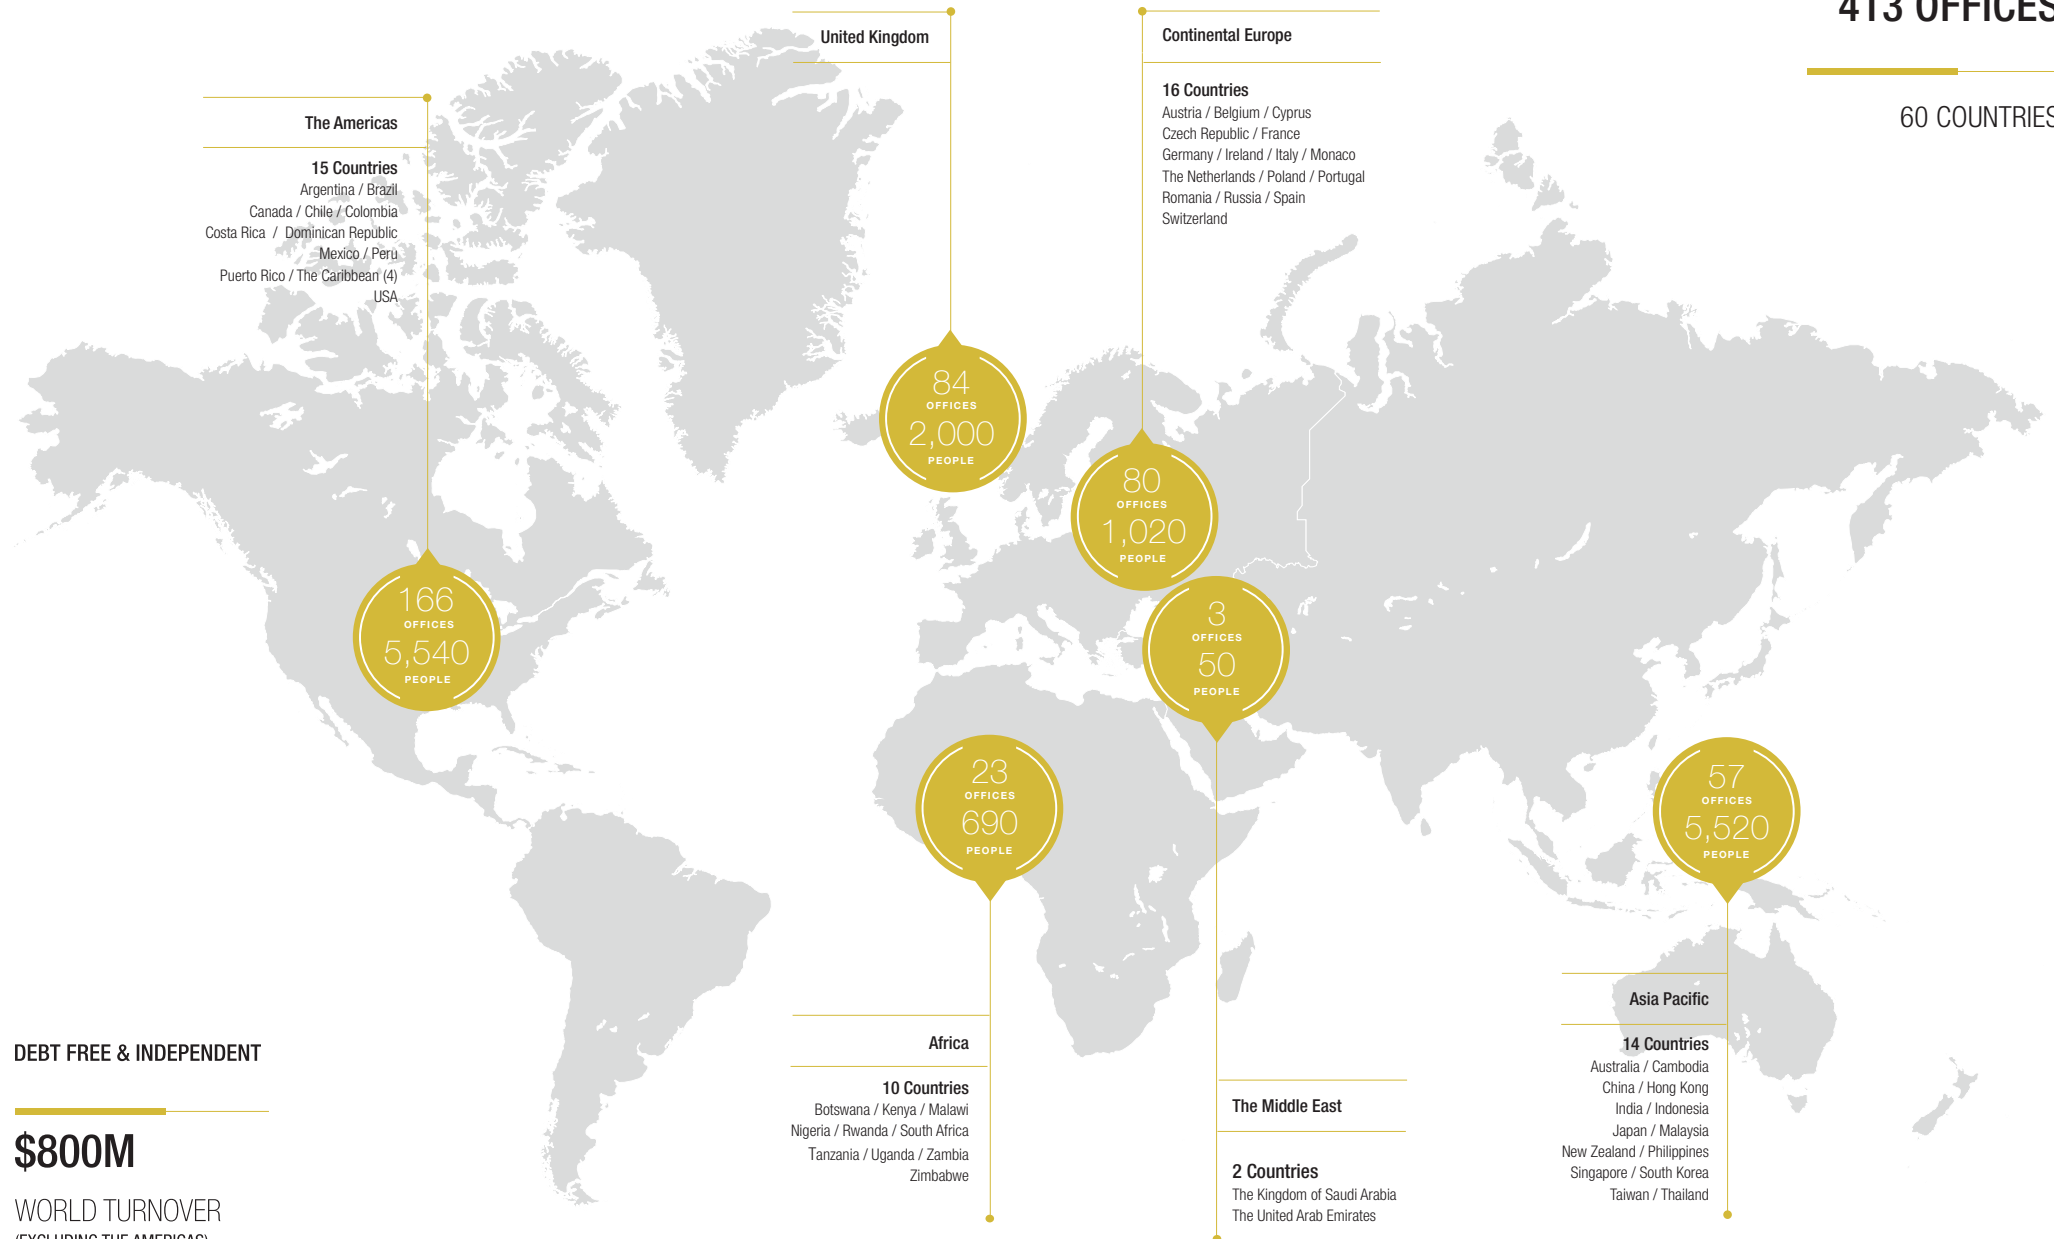 413 OFFICES
60 COUNTRIES
United Kingdom
84
OFFICES
2,000
PEOPLE
Continental Europe
16 Countries
Austria / Belgium / Cyprus
Czech Republic / France
Germany / Ireland / Italy / Monaco
The Netherlands / Poland / Portugal
Romania / Russia / Spain
Switzerland
80
OFFICES
1,020
PEOPLE
The Americas
15 Countries
Argentina / Brazil
Canada / Chile / Colombia
Costa Rica / Dominican Republic
Mexico / Peru
Puerto Rico / The Caribbean (4)
USA
166
OFFICES
5,540
PEOPLE
3
OFFICES
50
PEOPLE
23
OFFICES
690
PEOPLE
57
OFFICES
5,520
PEOPLE
Africa
10 Countries
Botswana / Kenya / Malawi
Nigeria / Rwanda / South Africa
Tanzania / Uganda / Zambia
Zimbabwe
The Middle East
2 Countries
The Kingdom of Saudi Arabia
The United Arab Emirates
Asia Pacific
14 Countries
Australia / Cambodia
China / Hong Kong
India / Indonesia
Japan / Malaysia
New Zealand / Philippines
Singapore / South Korea
Taiwan / Thailand
DEBT FREE & INDEPENDENT
$800M
WORLD TURNOVER
(EXCLUDING THE AMERICAS)